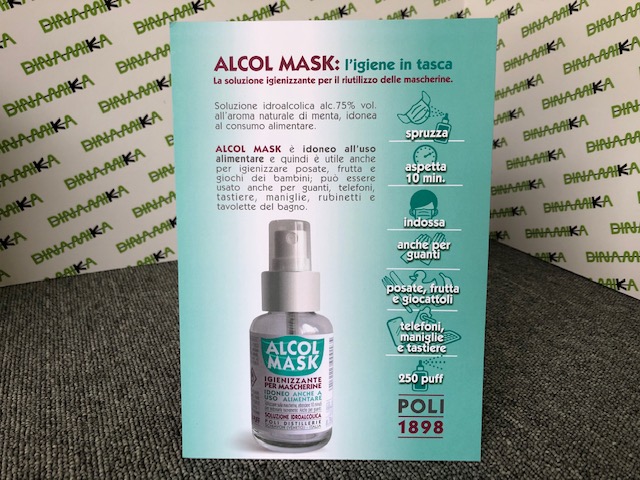 ALCOL MASK: l'igiene in tasca
La soluzione igienizzante per il riutilizzo delle mascherine.
Soluzione idroalcolica alc.75% vol.
all'aroma naturale di menta, idonea
al consumo alimentare.
ALCOL MASK è idoneo all'uso
alimentare e quindi è utile anche
per igienizzare posate, frutta e
giochi dei bambini; può essere
usato anche per guanti, telefoni,
tastiere, maniglie, rubinetti e
tavolette del bagno.
spruzza
aspetta
10 min.
indossa
anche per
guanti
posate, frutta
e giocattoli
telefoni,
maniglie
e tastiere
250 puff
POLI
1898
ALCOL
MASK
IGIENIZZANTE
PER MASCHERINE
IDONEO ANCHE A
USO ALIMENTARE
SOLUZIONE IDROALCOLICA
POLI DISTILLERIE
DINAMIKA